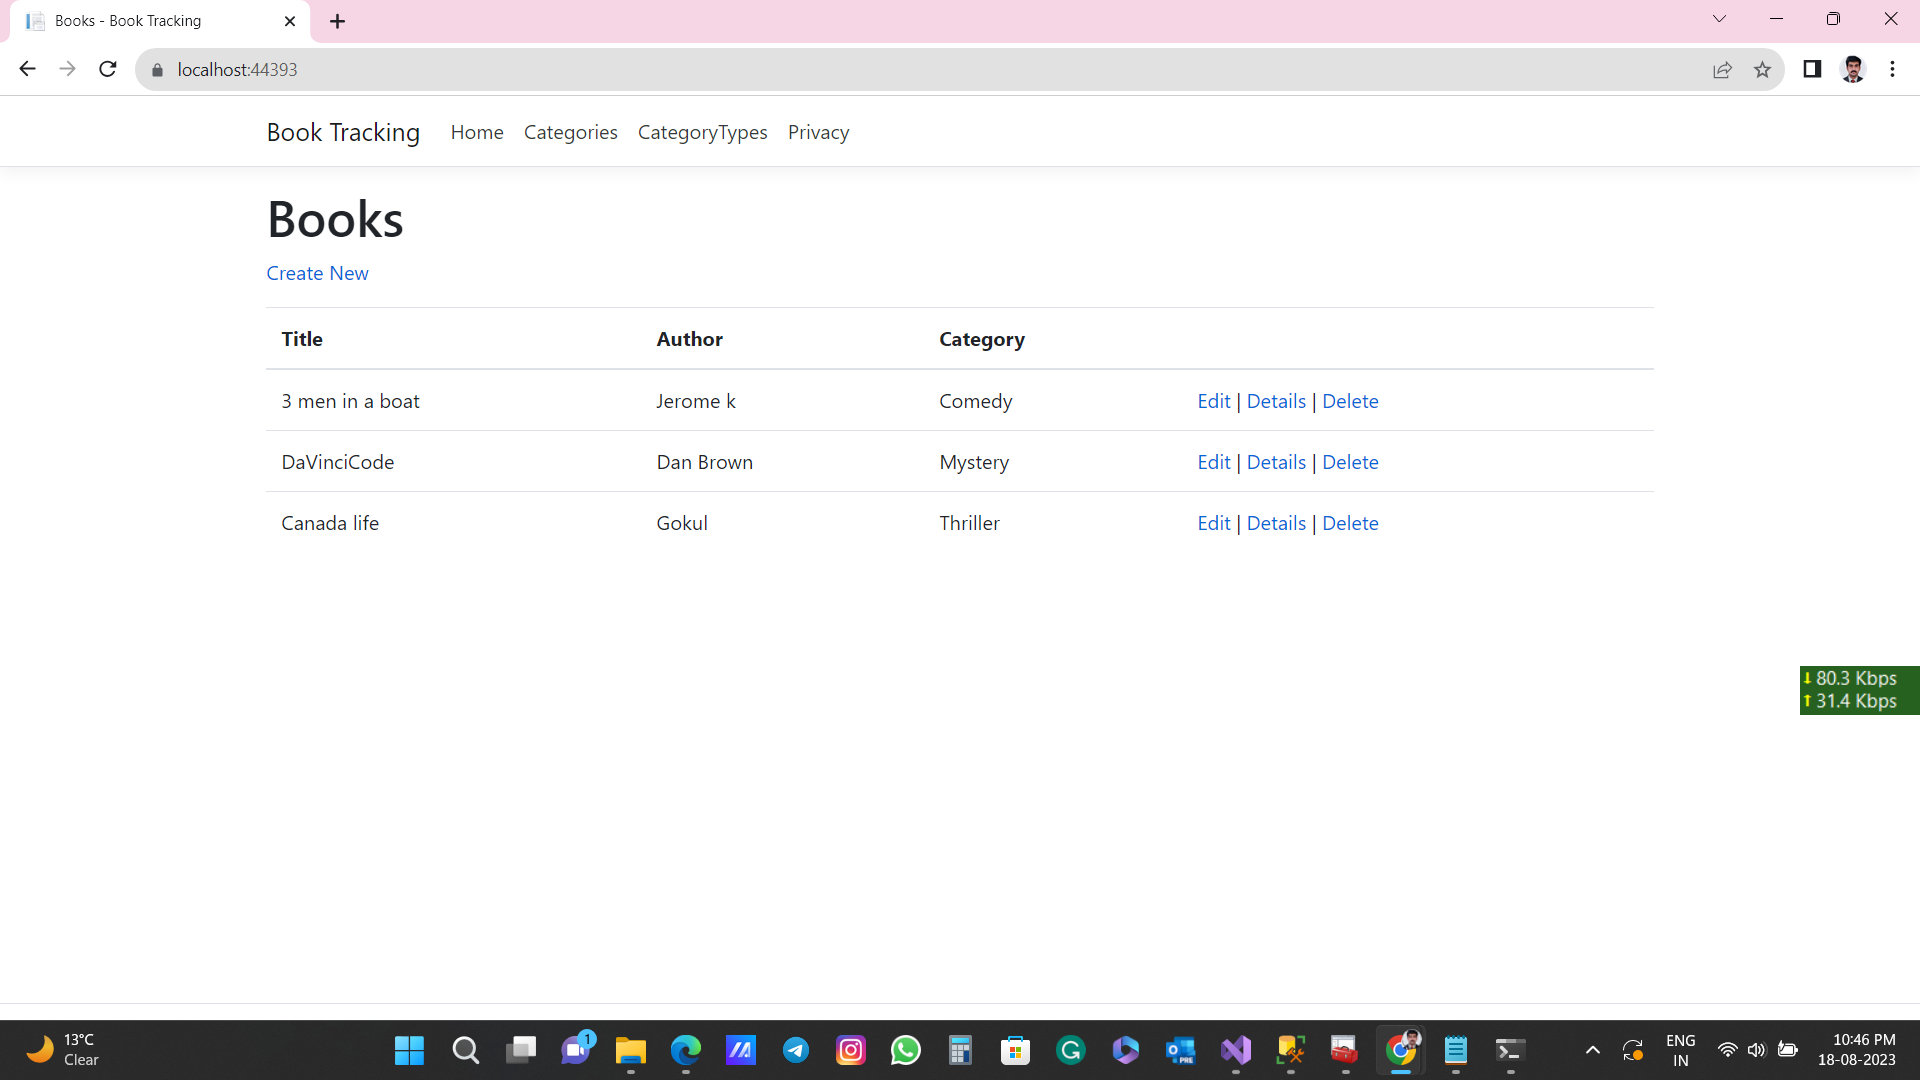 Books - Book Tracking
localhost:44393
Book Tracking Home Categories CategoryTypes Privacy
Books
Create New
Title Author Category
3 men in a boat Jerome k Comedy Edit | Details | Delete
DaVinciCode Dan Brown Mystery Edit | Details | Delete
Canada life Gokul Thriller Edit | Details | Delete
↓ 80.3 Kbps
↑ 31.4 Kbps
13°C
Clear
1
PRE
ENG
IN
10:46 PM
18-08-2023